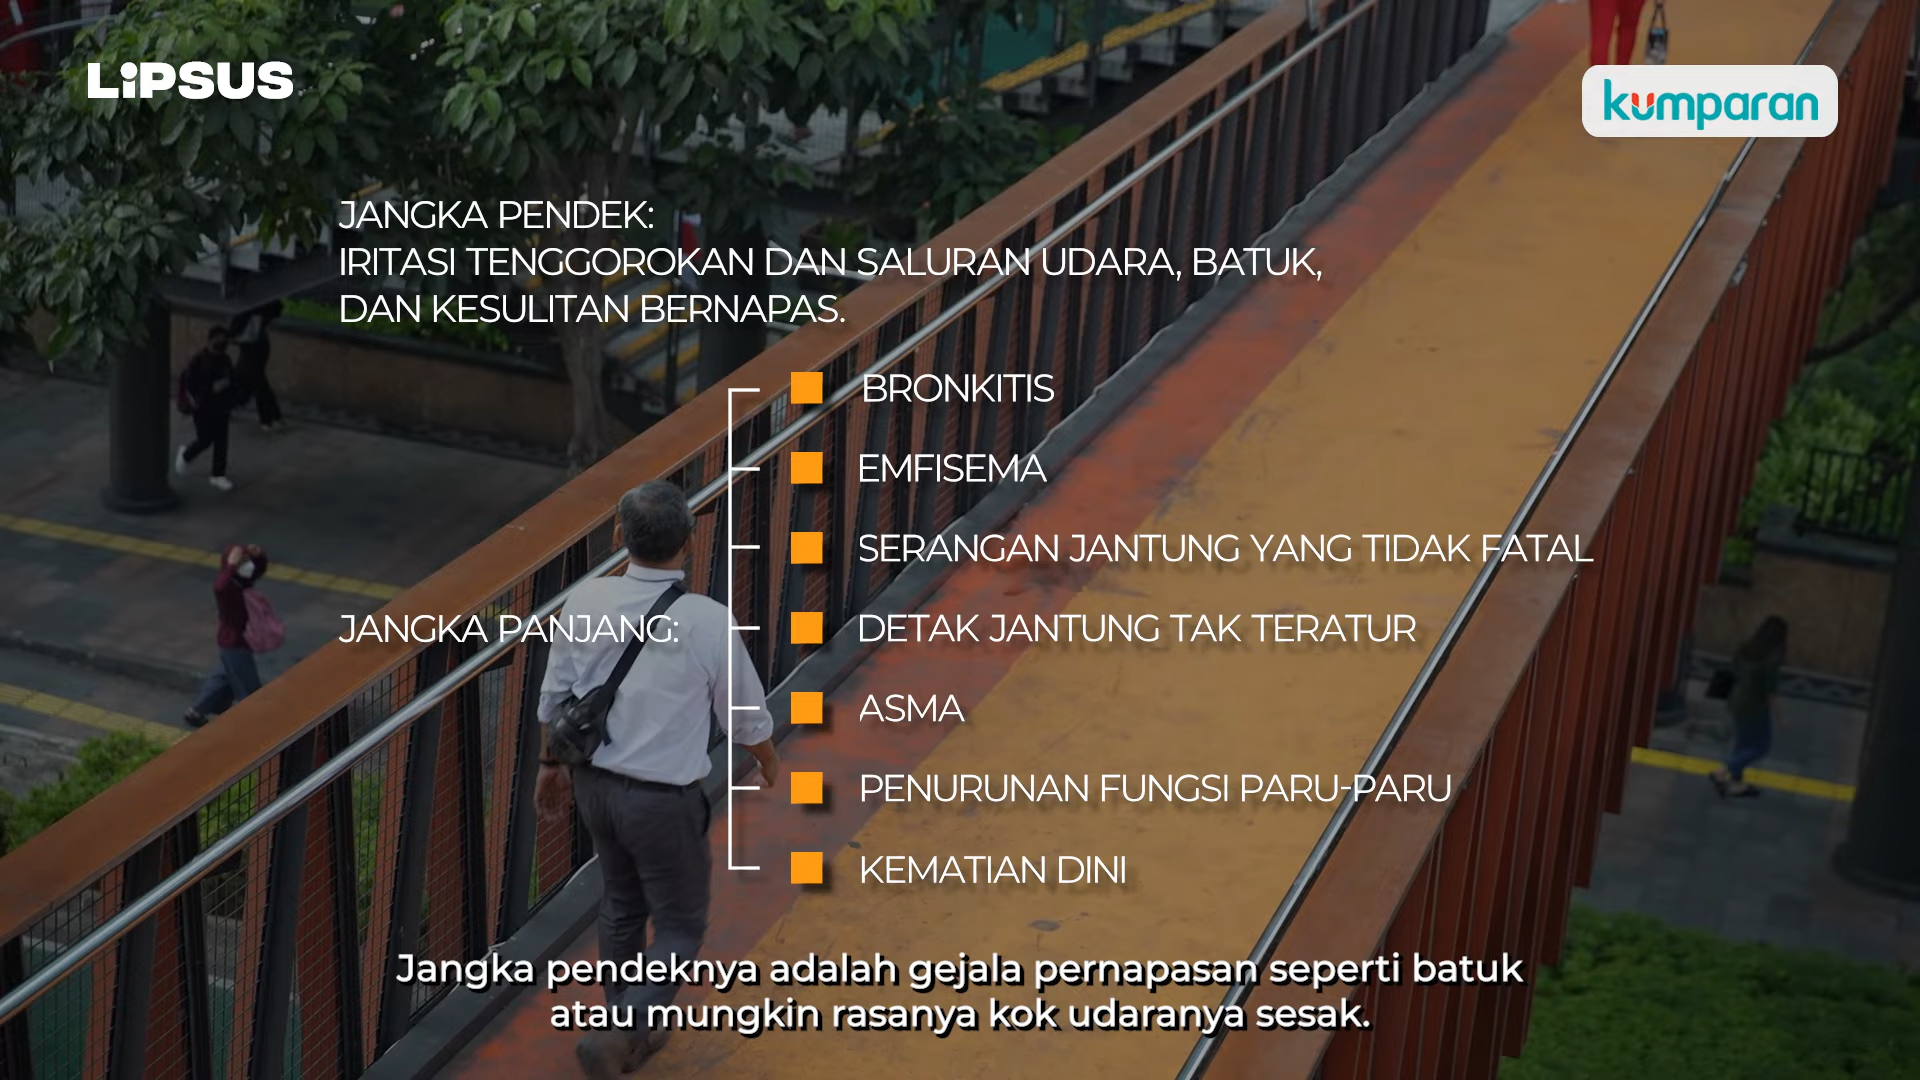 LIPSUS
kumparan
JANGKA PENDEK:
IRITASI TENGGOROKAN DAN SALURAN UDARA, BATUK,
DAN KESULITAN BERNAPAS.
JANGKA PANJANG:
BRONKITIS
EMFISEMA
SERANGAN JANTUNG YANG TIDAK FATAL
DETAK JANTUNG TAK TERATUR
ASMA
PENURUNAN FUNGSI PARU-PARU
KEMATIAN DINI
Jangka pendeknya adalah gejala pernapasan seperti batuk
atau mungkin rasanya kok udaranya sesak.